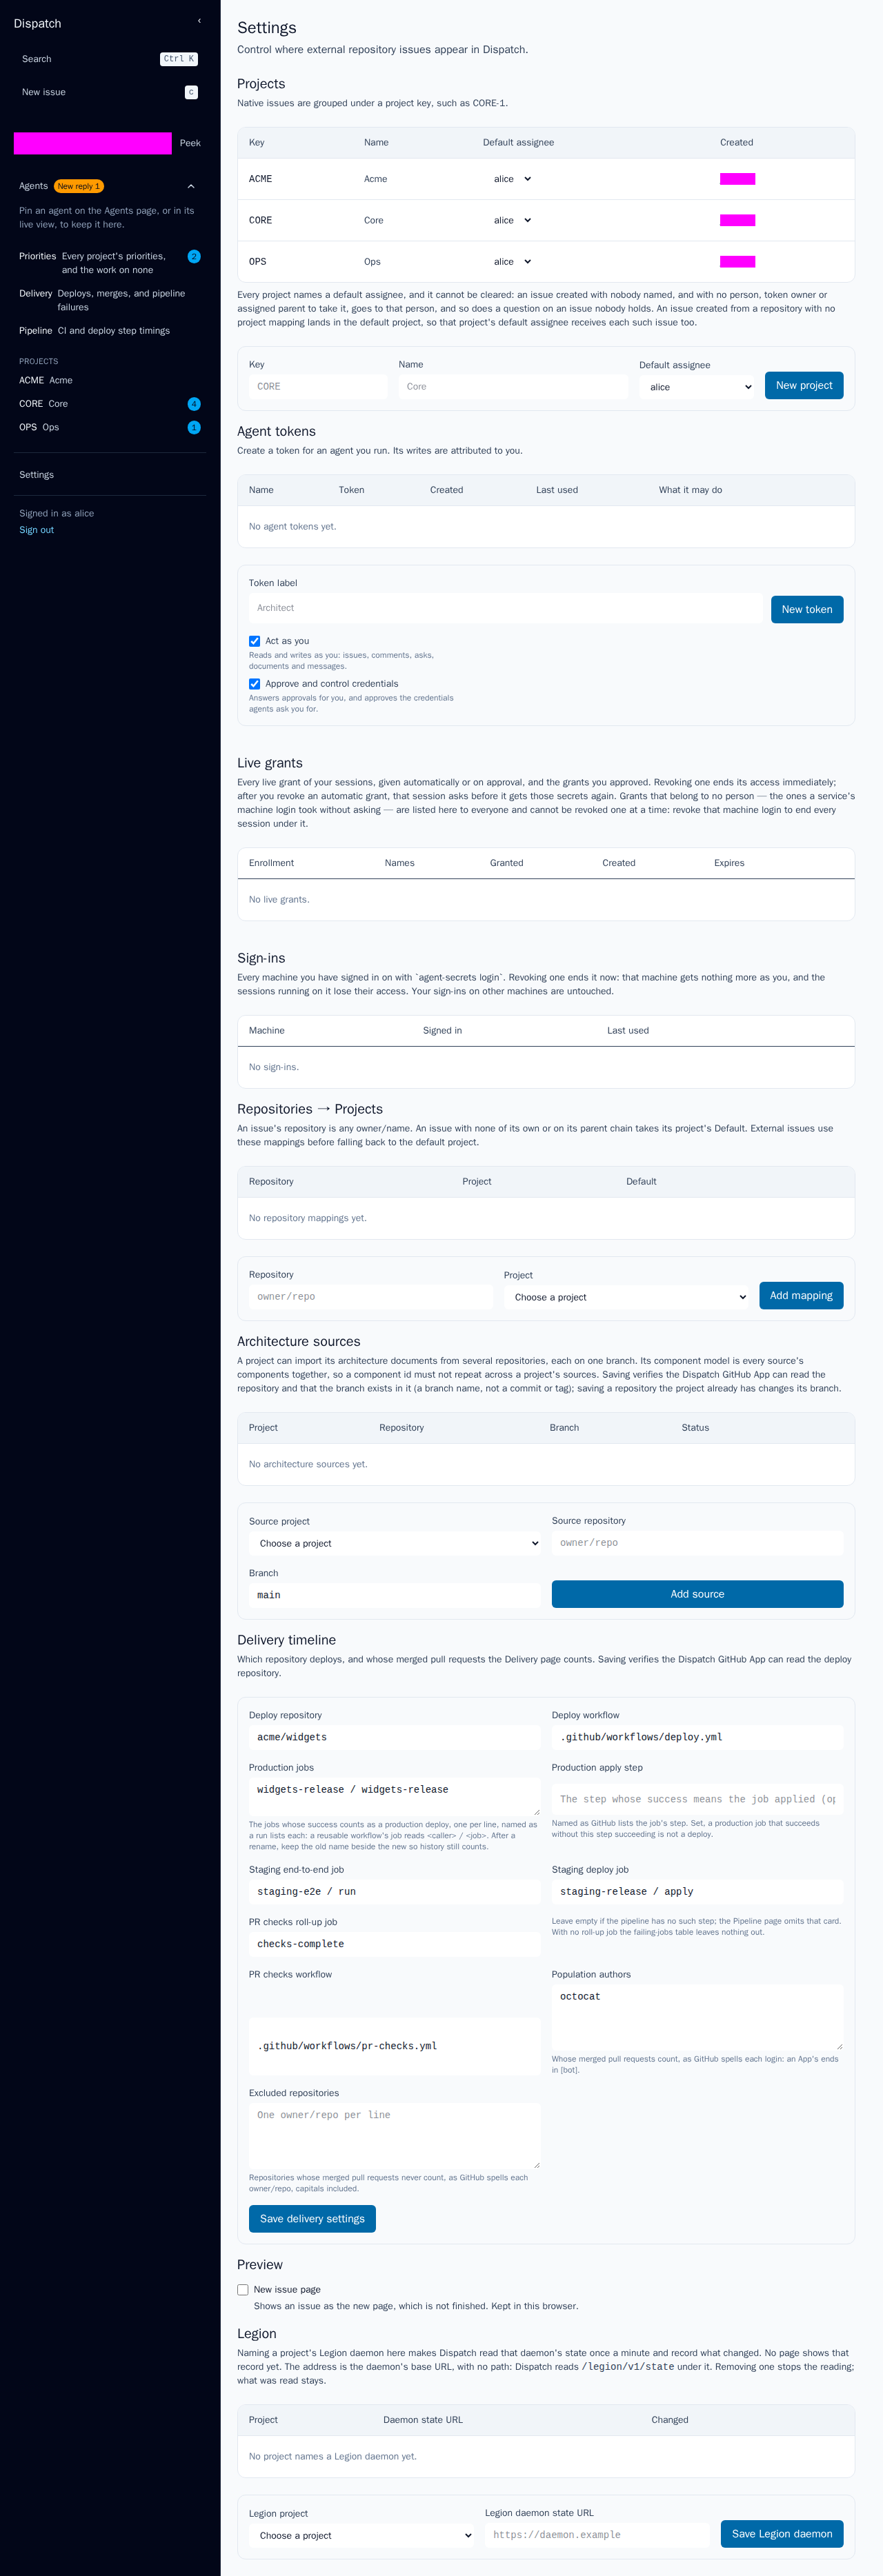 Dispatch
Search Ctrl K
New issue c
Peek
Agents New reply 1
Pin an agent on the Agents page, or in its
live view, to keep it here.
Priorities Every project's priorities, 2
and the work on none
Delivery Deploys, merges, and pipeline
failures
Pipeline CI and deploy step timings
PROJECTS
ACME Acme
CORE Core 4
OPS Ops 1
Settings
Signed in as alice
Sign out
Settings
Control where external repository issues appear in Dispatch.
Projects
Native issues are grouped under a project key, such as CORE-1.
Key Name Default assignee Created
ACME Acme alice
CORE Core alice
OPS Ops alice
Every project names a default assignee, and it cannot be cleared: an issue created with nobody named, and with no person, token owner or
assigned parent to take it, goes to that person, and so does a question on an issue nobody holds. An issue created from a repository with no
project mapping lands in the default project, so that project's default assignee receives each such issue too.
Key Name Default assignee
CORE Core alice New project
Agent tokens
Create a token for an agent you run. Its writes are attributed to you.
Name Token Created Last used What it may do
No agent tokens yet.
Token label
Architect New token
Act as you
Reads and writes as you: issues, comments, asks,
documents and messages.
Approve and control credentials
Answers approvals for you, and approves the credentials
agents ask you for.
Live grants
Every live grant of your sessions, given automatically or on approval, and the grants you approved. Revoking one ends its access immediately;
after you revoke an automatic grant, that session asks before it gets those secrets again. Grants that belong to no person — the ones a service's
machine login took without asking — are listed here to everyone and cannot be revoked one at a time: revoke that machine login to end every
session under it.
Enrollment Names Granted Created Expires
No live grants.
Sign-ins
Every machine you have signed in on with `agent-secrets login`. Revoking one ends it now: that machine gets nothing more as you, and the
sessions running on it lose their access. Your sign-ins on other machines are untouched.
Machine Signed in Last used
No sign-ins.
Repositories → Projects
An issue's repository is any owner/name. An issue with none of its own or on its parent chain takes its project's Default. External issues use
these mappings before falling back to the default project.
Repository Project Default
No repository mappings yet.
Repository Project
owner/repo Choose a project Add mapping
Architecture sources
A project can import its architecture documents from several repositories, each on one branch. Its component model is every source's
components together, so a component id must not repeat across a project's sources. Saving verifies the Dispatch GitHub App can read the
repository and that the branch exists in it (a branch name, not a commit or tag); saving a repository the project already has changes its branch.
Project Repository Branch Status
No architecture sources yet.
Source project Source repository
Choose a project owner/repo
Branch
main Add source
Delivery timeline
Which repository deploys, and whose merged pull requests the Delivery page counts. Saving verifies the Dispatch GitHub App can read the deploy
repository.
Deploy repository Deploy workflow
acme/widgets .github/workflows/deploy.yml
Production jobs Production apply step
widgets-release / widgets-release The step whose success means the job applied (op
The jobs whose success counts as a production deploy, one per line, named as
a run lists each: a reusable workflow's job reads <caller> / <job>. After a
rename, keep the old name beside the new so history still counts.
Named as GitHub lists the job's step. Set, a production job that succeeds
without this step succeeding is not a deploy.
Staging end-to-end job Staging deploy job
staging-e2e / run staging-release / apply
PR checks roll-up job
checks-complete
Leave empty if the pipeline has no such step; the Pipeline page omits that card.
With no roll-up job the failing-jobs table leaves nothing out.
PR checks workflow Population authors
.github/workflows/pr-checks.yml octocat
Whose merged pull requests count, as GitHub spells each login: an App's ends
in [bot].
Excluded repositories
One owner/repo per line
Repositories whose merged pull requests never count, as GitHub spells each
owner/repo, capitals included.
Save delivery settings
Preview
New issue page
Shows an issue as the new page, which is not finished. Kept in this browser.
Legion
Naming a project's Legion daemon here makes Dispatch read that daemon's state once a minute and record what changed. No page shows that
record yet. The address is the daemon's base URL, with no path: Dispatch reads /legion/v1/state under it. Removing one stops the reading;
what was read stays.
Project Daemon state URL Changed
No project names a Legion daemon yet.
Legion project Legion daemon state URL
Choose a project https://daemon.example Save Legion daemon